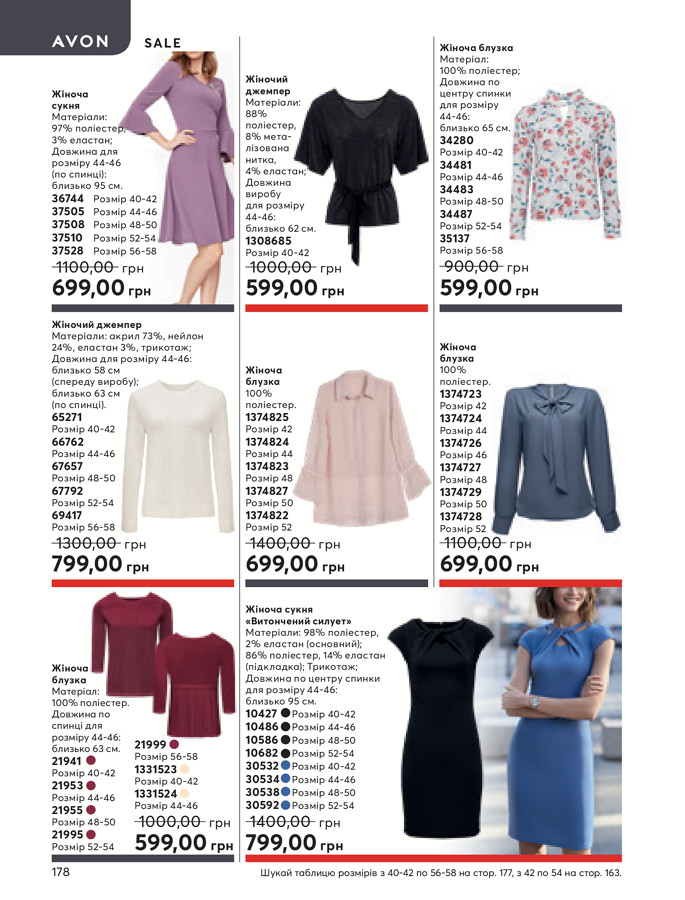 AVON
SALE
Жіноча
сукня
Матеріали:
97% поліестер,
3% еластан;
Довжина для
розміру 44-46
(по спинці):
близько 95 см.
36744 Розмір 40-42
37505 Розмір 44-46
37508 Розмір 48-50
37510 Розмір 52-54
37528 Розмір 56-58
1100,00 грн
699,00 грн
Жіночий
джемпер
Матеріали:
88%
поліестер,
8% мета-
лізована
нитка,
4% еластан;
Довжина
виробу
для розміру
44-46:
близько 62 см.
1308685
Розмір 40-42
1000,00 грн
599,00 грн
Жіноча блузка
Матеріал:
100% поліестер;
Довжина по
центру спинки
для розміру
44-46:
близько 65 см.
34280
Розмір 40-42
34481
Розмір 44-46
34483
Розмір 48-50
34487
Розмір 52-54
35137
Розмір 56-58
900,00 грн
599,00 грн
Жіночий джемпер
Матеріали: акрил 73%, нейлон
24%, еластан 3%, трикотаж;
Довжина для розміру 44-46:
близько 58 см
(спереду виробу);
близько 63 см
(по спинці).
65271
Розмір 40-42
66762
Розмір 44-46
67657
Розмір 48-50
67792
Розмір 52-54
69417
Розмір 56-58
1300,00 грн
799,00 грн
Жіноча
блузка
100%
поліестер.
1374825
Розмір 42
1374824
Розмір 44
1374823
Розмір 48
1374827
Розмір 50
1374822
Розмір 52
1400,00 грн
699,00 грн
Жіноча
блузка
100%
поліестер.
1374723
Розмір 42
1374724
Розмір 44
1374726
Розмір 46
1374727
Розмір 48
1374729
Розмір 50
1374728
Розмір 52
1100,00 грн
699,00 грн
Жіноча
блузка
Матеріал:
100% поліестер.
Довжина по
спинці для
розміру 44-46:
близько 63 см.
21941
Розмір 40-42
21953
Розмір 44-46
21955
Розмір 48-50
21995
Розмір 52-54
21999
Розмір 56-58
1331523
Розмір 40-42
1331524
Розмір 44-46
1000,00 грн
599,00 грн
Жіноча сукня
«Витончений силует»
Матеріали: 98% поліестер,
2% еластан (основний);
86% поліестер, 14% еластан
(підкладка); Трикотаж;
Довжина по центру спинки
для розміру 44-46:
близько 95 см.
10427 Розмір 40-42
10486 Розмір 44-46
10586 Розмір 48-50
10682 Розмір 52-54
30532 Розмір 40-42
30534 Розмір 44-46
30538 Розмір 48-50
30592 Розмір 52-54
1400,00 грн
799,00 грн
178
Шукай таблицю розмірів з 40-42 по 56-58 на стор. 177, з 42 по 54 на стор. 163.